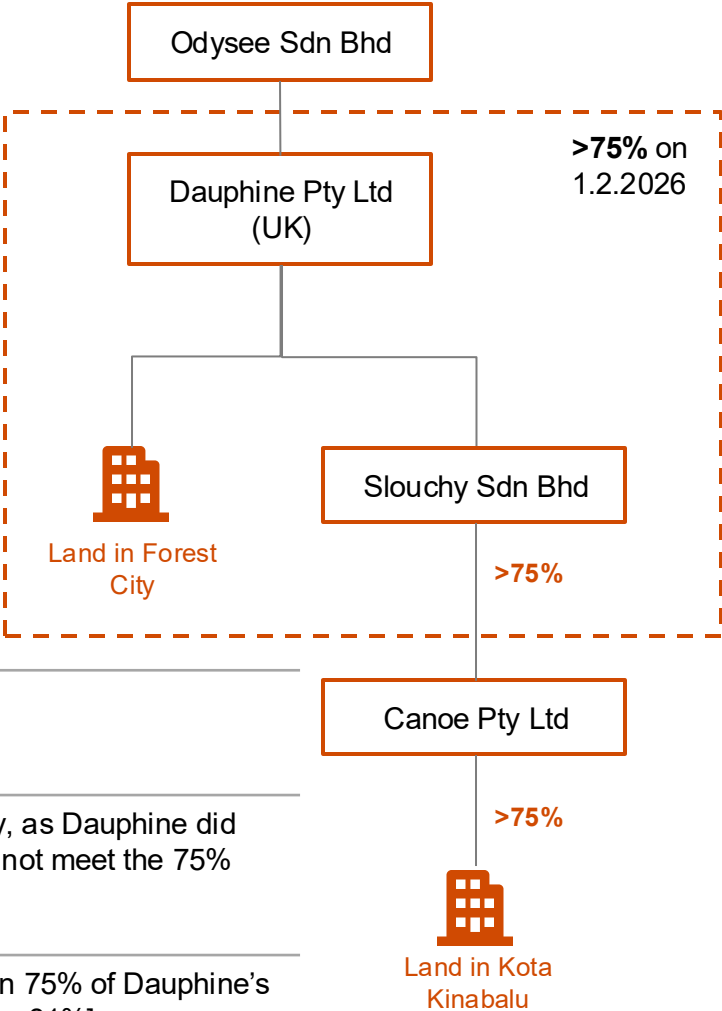 Odysee Sdn Bhd
>75% on
1.2.2026
Dauphine Pty Ltd
(UK)
Slouchy Sdn Bhd
Land in Forest
City
>75%
Canoe Pty Ltd
, as Dauphine did
not meet the 75%
>75%
75% of Dauphine's
Land in Kota
Kinabalu